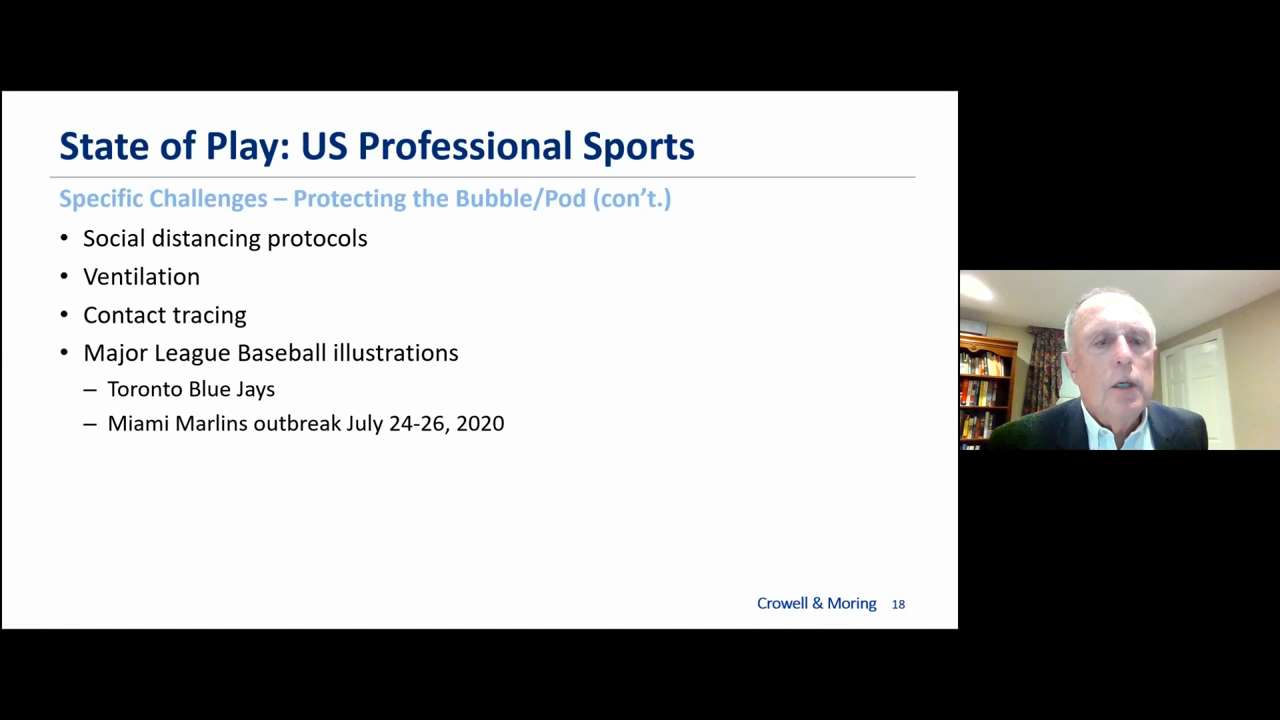 State of Play: US Professional Sports
Specific Challenges – Protecting the Bubble/Pod (con’t.)
• Social distancing protocols
• Ventilation
• Contact tracing
• Major League Baseball illustrations
– Toronto Blue Jays
– Miami Marlins outbreak July 24-26, 2020
Crowell & Moring 18